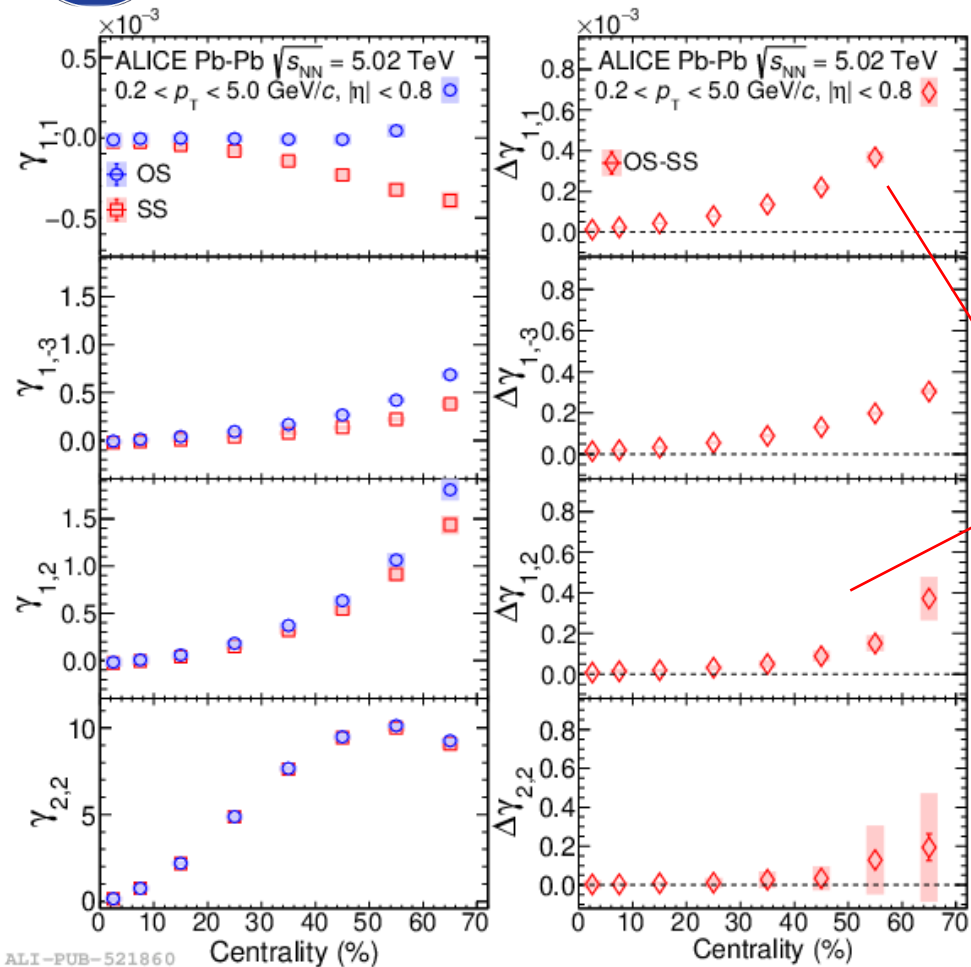 ×10⁻³
ALICE Pb-Pb √sNN = 5.02 TeV
0.2 < pT < 5.0 GeV/c, |η| < 0.8
0.5
−0.0
−0.5
γ1,1
OS
SS
1.5
1.0
0.5
0.0
γ1,-3
1.5
1.0
0.5
0.0
γ1,2
10
5
0
γ2,2
0 10 20 30 40 50 60 70
Centrality (%)
×10⁻³
ALICE Pb-Pb √sNN = 5.02 TeV
0.2 < pT < 5.0 GeV/c, |η| < 0.8
0.8
0.6
0.4
0.2
0.0
Δγ1,1
OS-SS
0.8
0.6
0.4
0.2
0.0
Δγ1,-3
0.8
0.6
0.4
0.2
0.0
Δγ1,2
0.8
0.6
0.4
0.2
0.0
Δγ2,2
0 10 20 30 40 50 60 70
Centrality (%)
ALI-PUB-521860